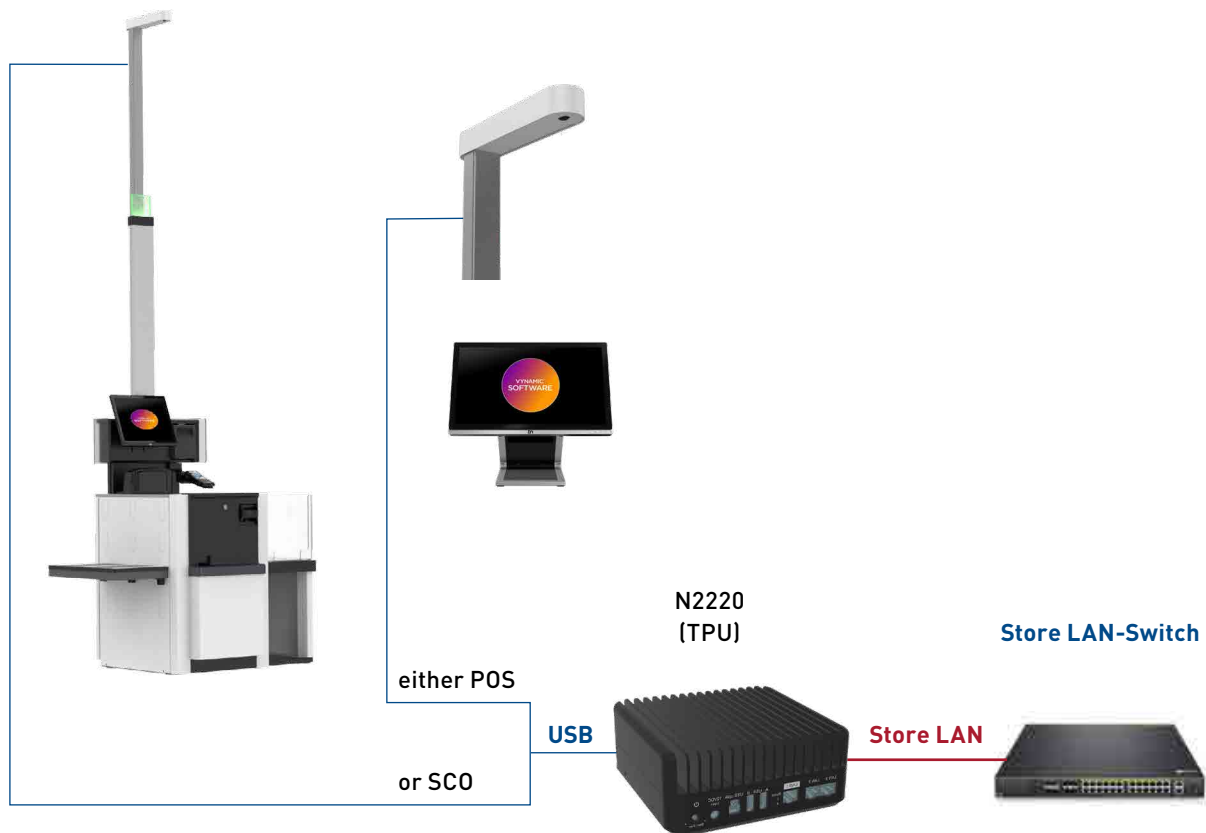 VYNAMIC
SOFTWARE
N2220
(TPU)
Store LAN-Switch
either POS
USB
Store LAN
or SCO